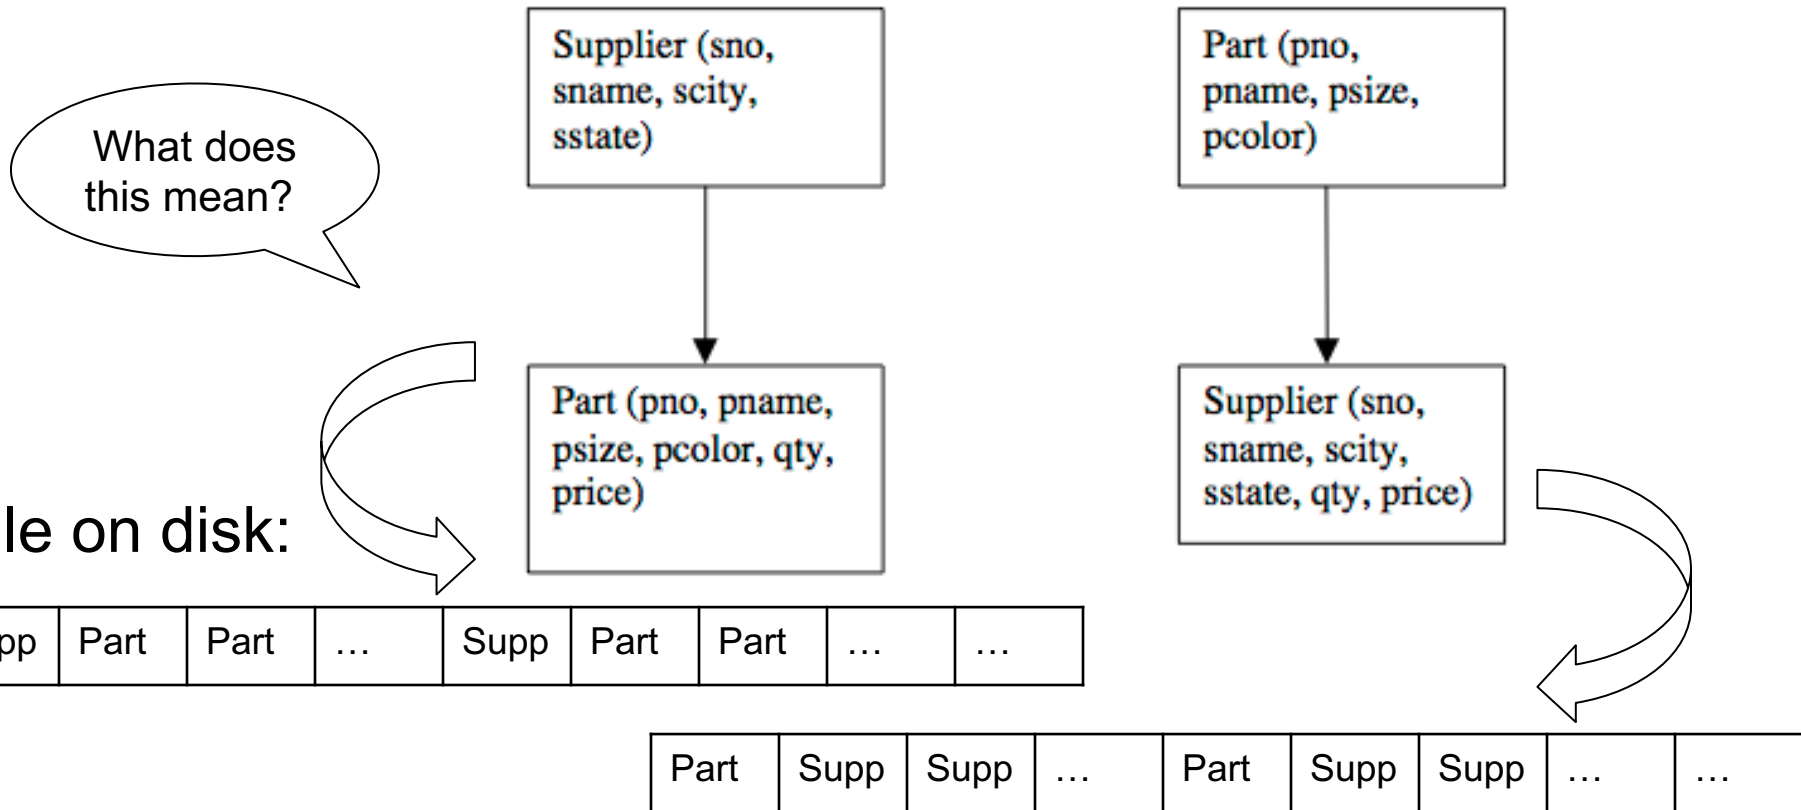 Supplier (sno,
sname, scity,
sstate)
Part (pno,
pname, psize,
pcolor)
What does
this mean?
Part (pno, pname,
psize, pcolor, qty,
price)
Supplier (sno,
sname, scity,
sstate, qty, price)
le on disk:
pp Part Part … Supp Part Part … …
Part Supp Supp … Part Supp Supp … …